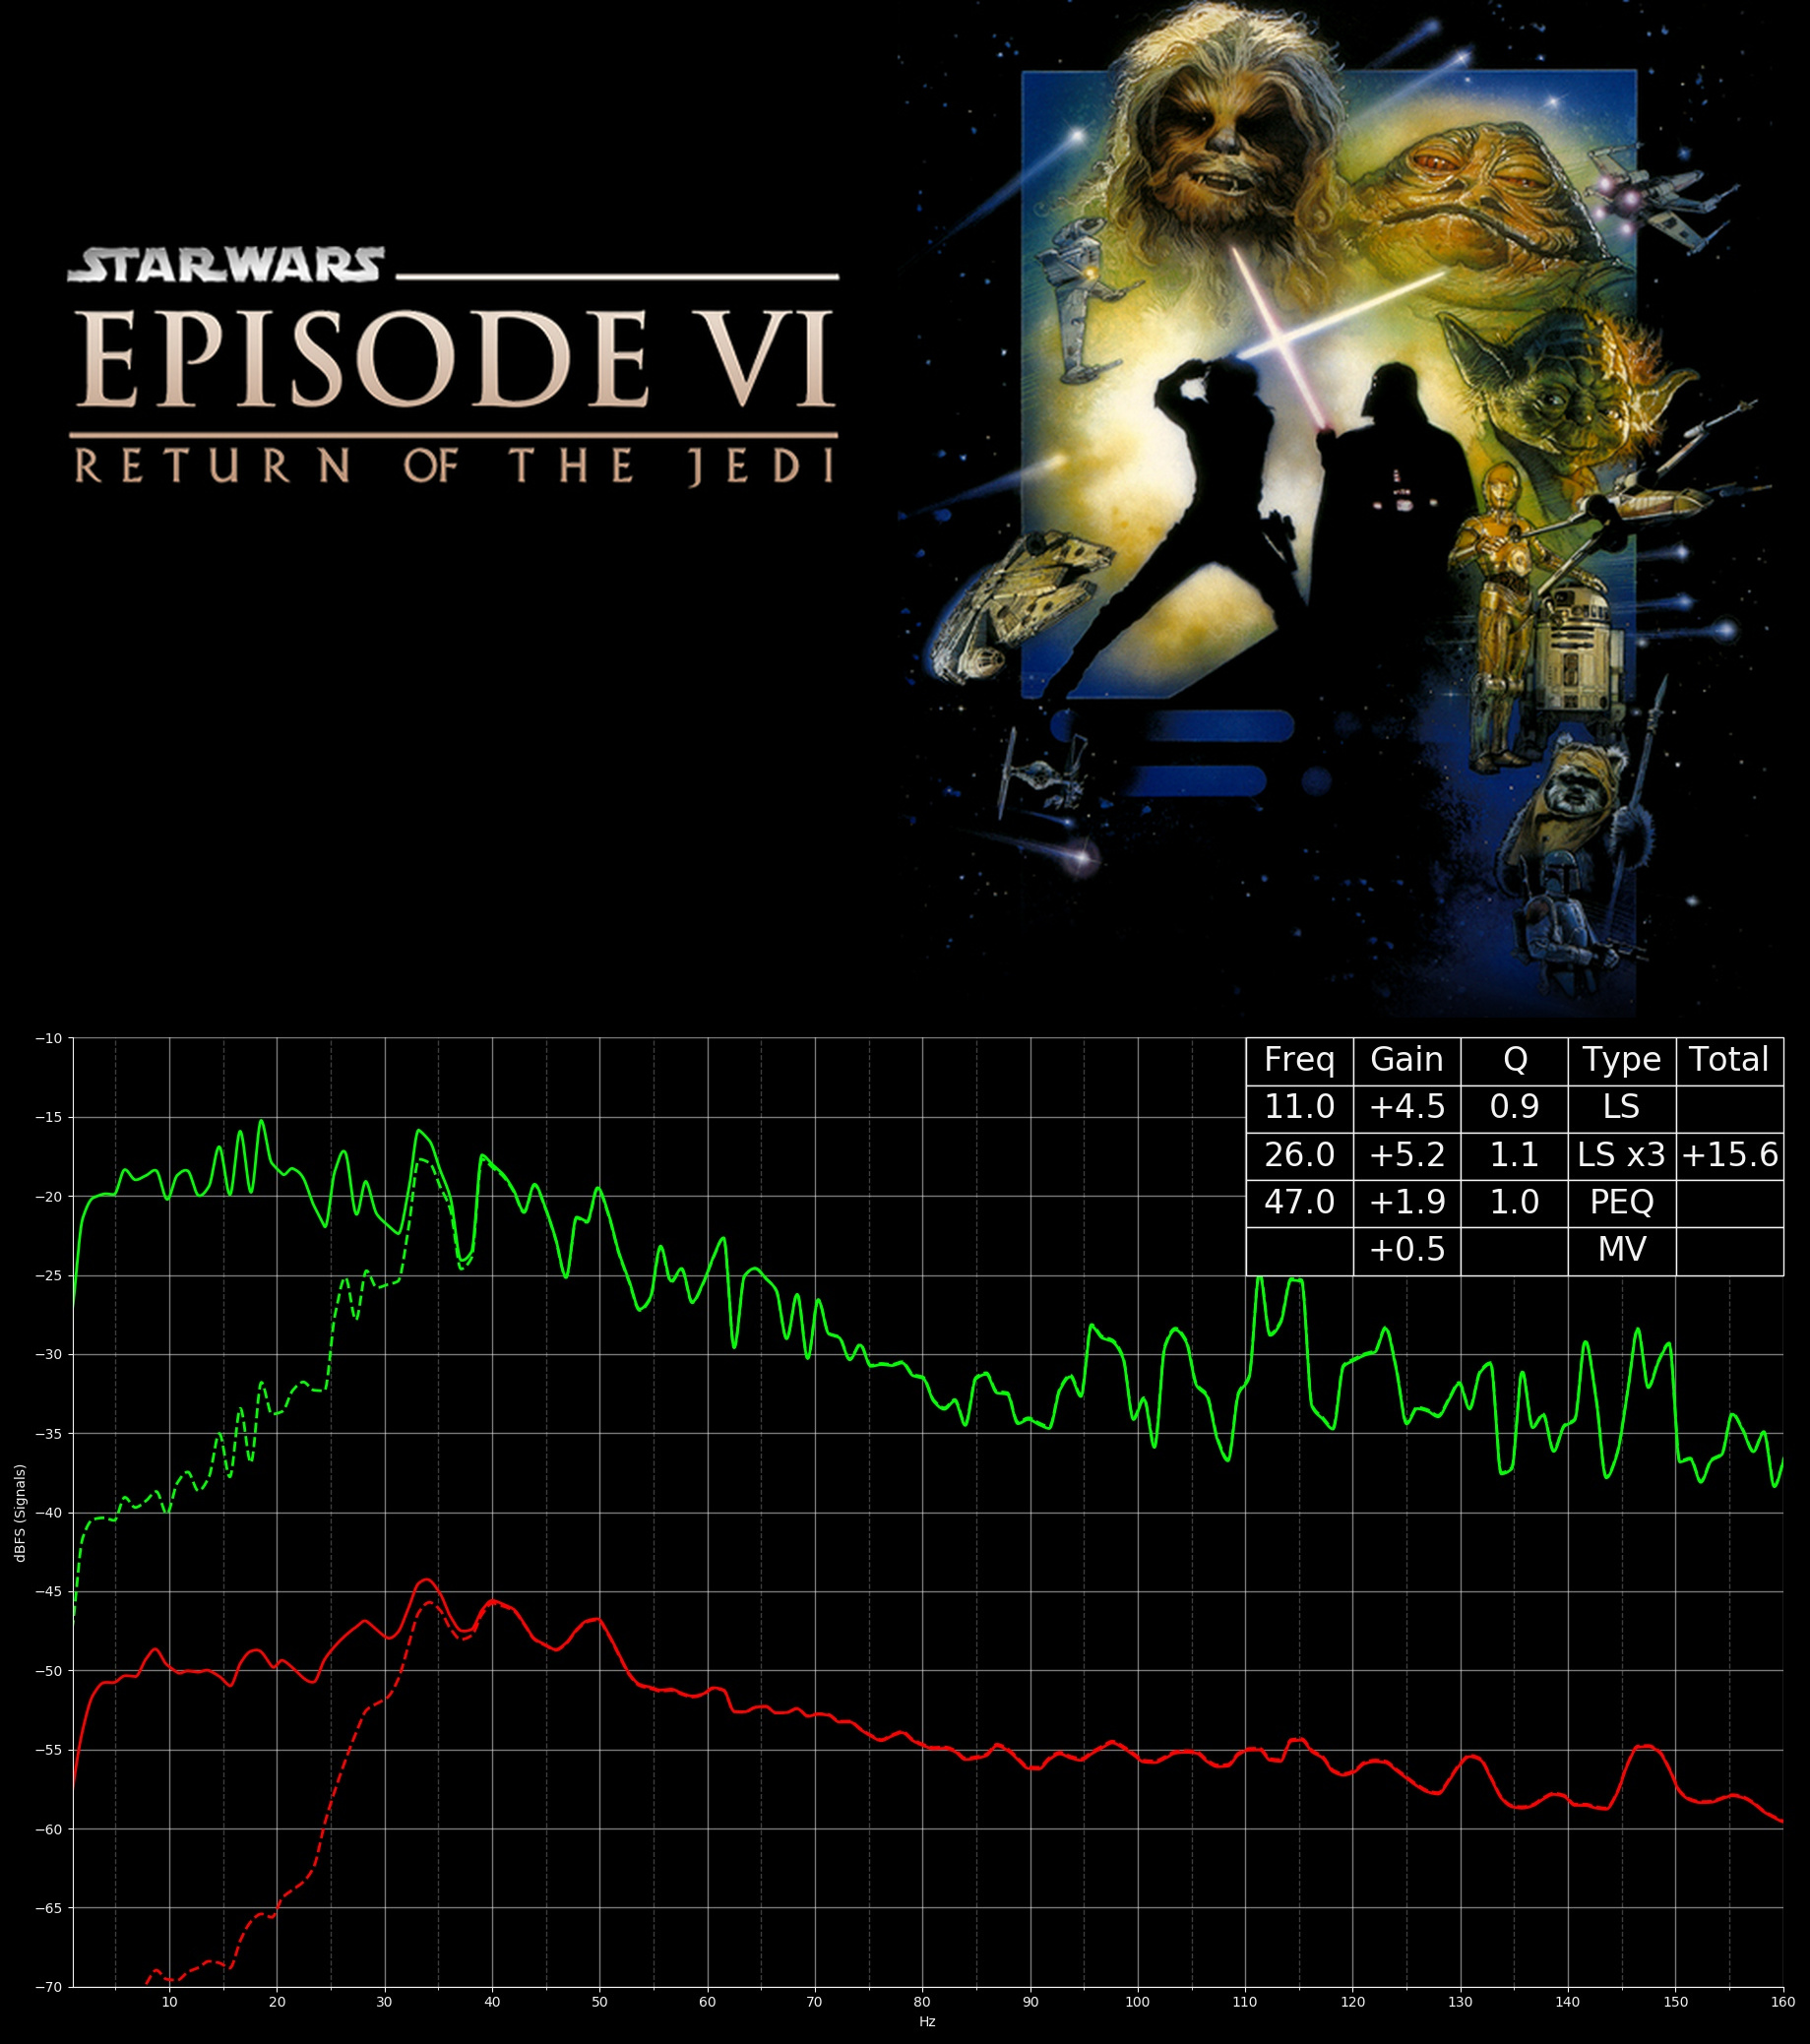 STAR WARS
EPISODE VI
RETURN OF THE JEDI
Freq Gain Q Type Total
11.0 +4.5 0.9 LS
26.0 +5.2 1.1 LS x3 +15.6
47.0 +1.9 1.0 PEQ
+0.5 MV
−10
−15
−20
−25
−30
−35
−40
−45
−50
−55
−60
−65
−70
dBFS (Signals)
10 20 30 40 50 60 70 80 90 100 110 120 130 140 150 160
Hz